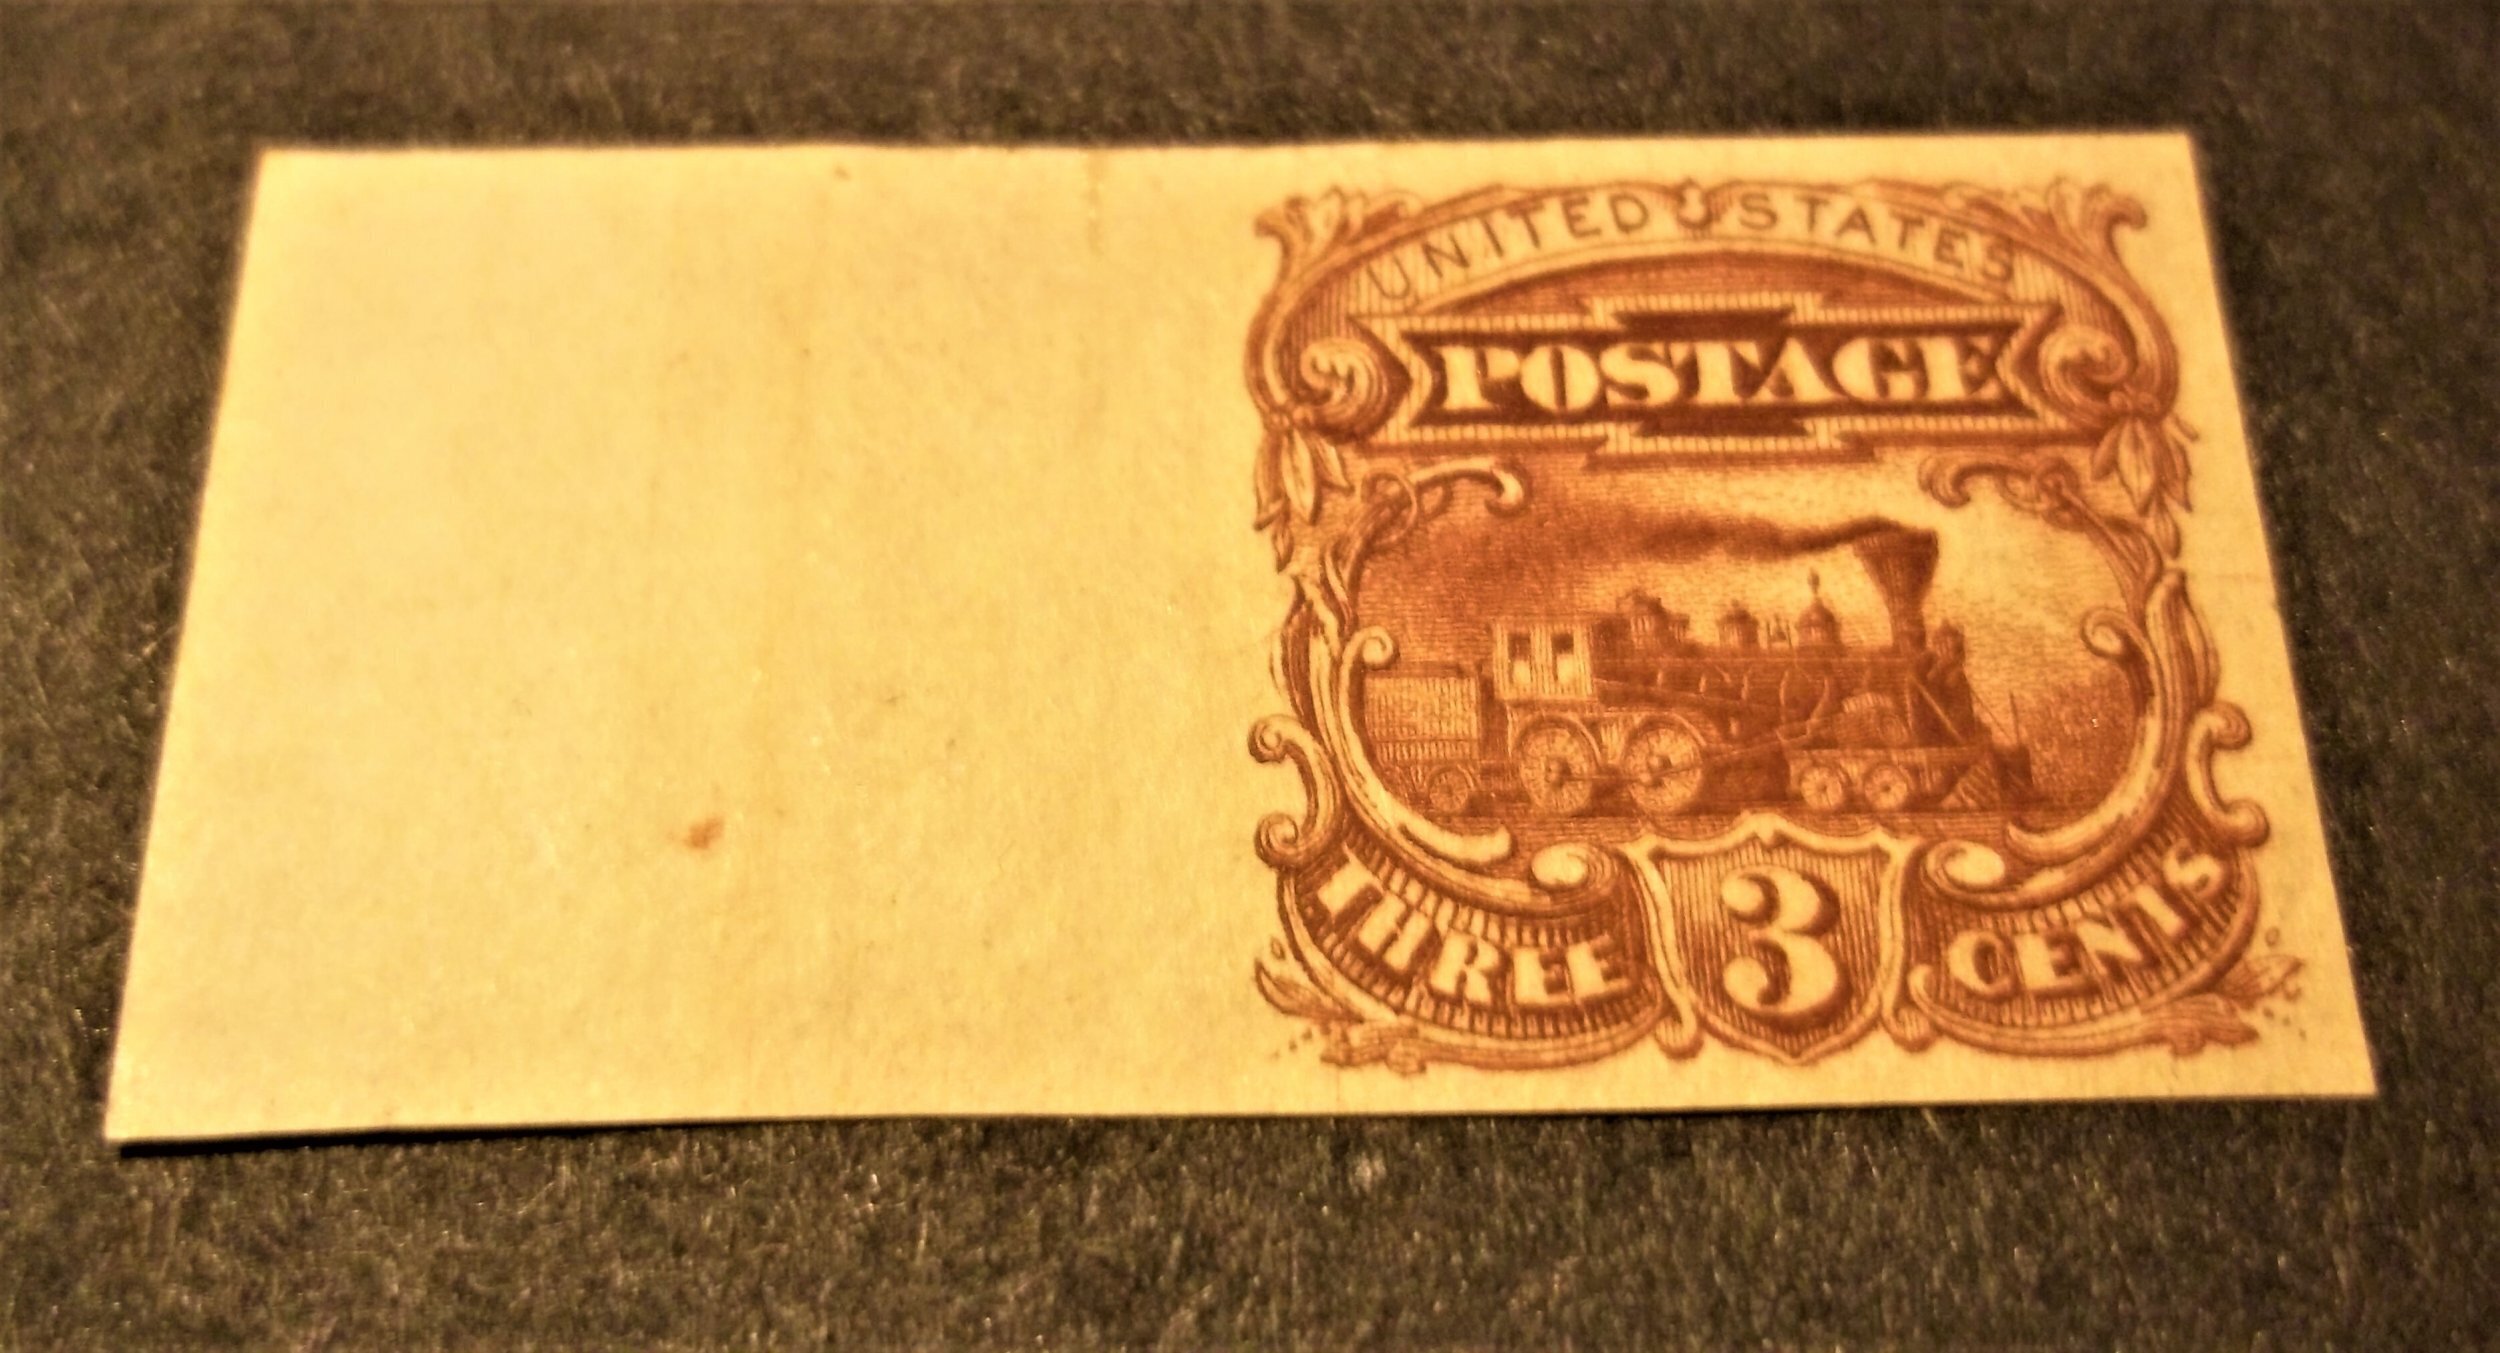 UNITED STATES
POSTAGE
THREE 3 CENTS